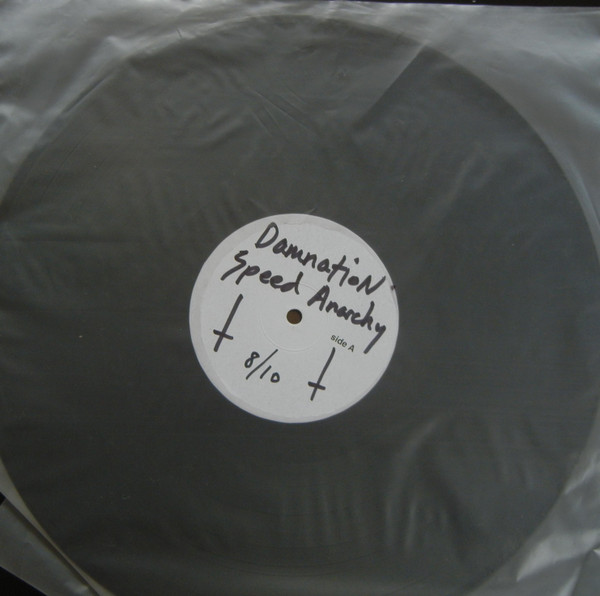 DamnatioN
Speed Anarchy
side A
8/10